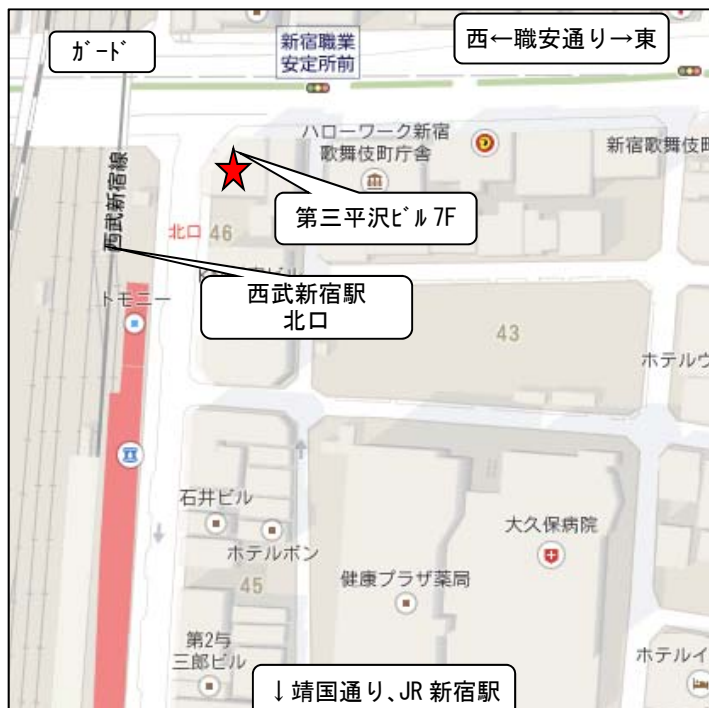 ガード
新宿職業
安定所前
西←職安通り→東
ハローワーク新宿
歌舞伎町庁舎
新宿歌舞伎町
西武新宿線
第三平沢ビル 7F
北口
46
西武新宿駅
北口
トモニー
43
ホテルウ
石井ビル
ホテルボン
大久保病院
45
健康プラザ薬局
第2与
三郎ビル
ホテルイ
↓靖国通り、JR 新宿駅